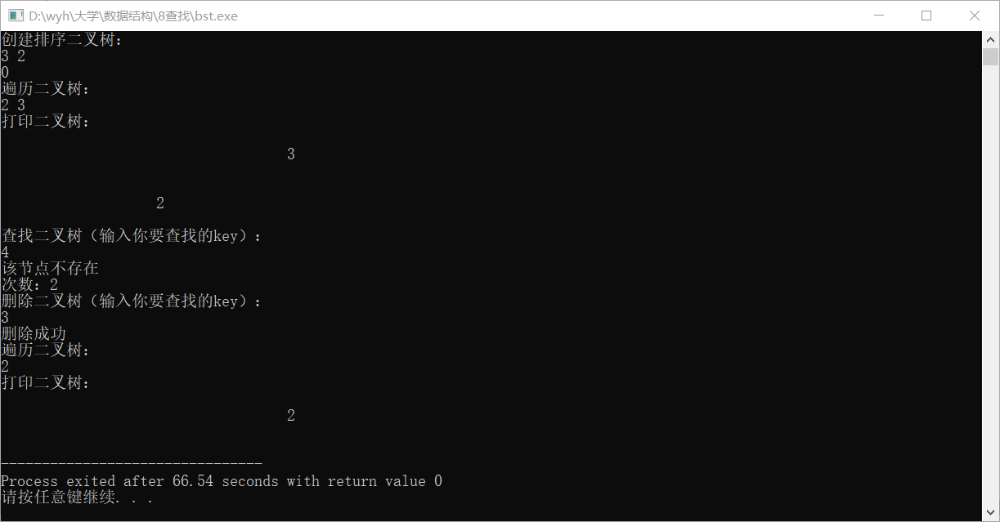 D:\wyh\大学\数据结构\8查找\bst.exe
创建排序二叉树：
3 2
0
遍历二叉树：
2 3
打印二叉树：
3
2
查找二叉树（输入你要查找的key）：
4
该节点不存在
次数：2
删除二叉树（输入你要查找的key）：
3
删除成功
遍历二叉树：
2
打印二叉树：
2
--------------------------------
Process exited after 66.54 seconds with return value 0
请按任意键继续. . .